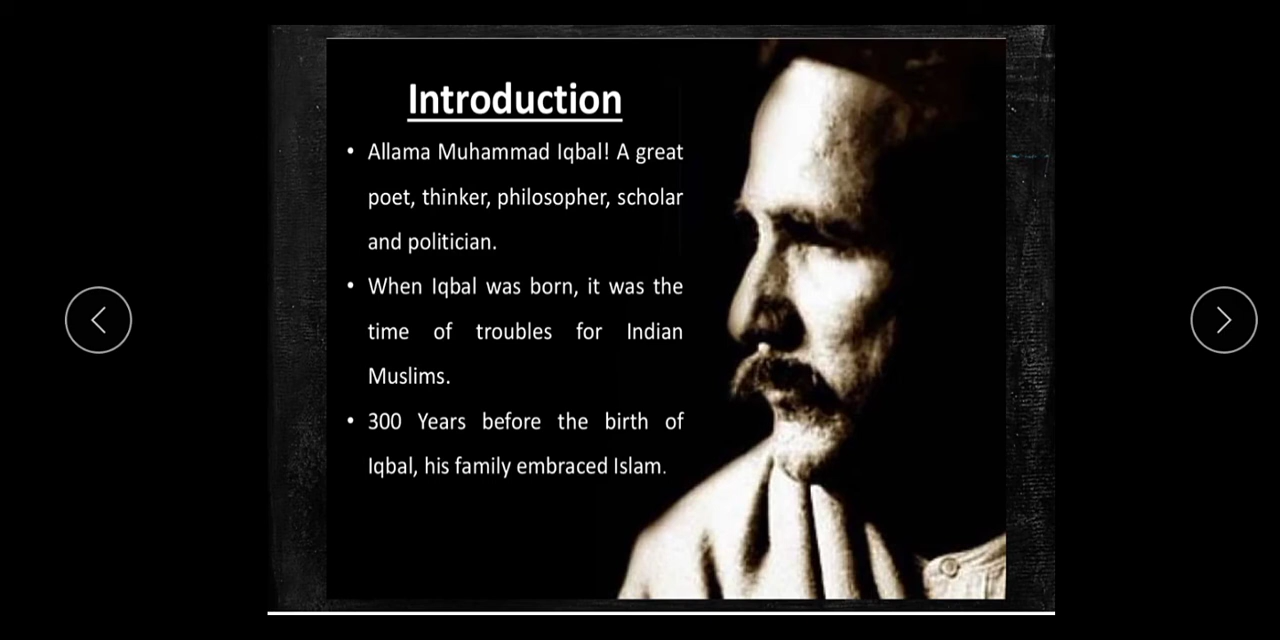 Introduction
• Allama Muhammad Iqbal! A great
poet, thinker, philosopher, scholar
and politician.
• When Iqbal was born, it was the
time of troubles for Indian
Muslims.
• 300 Years before the birth of
Iqbal, his family embraced Islam.